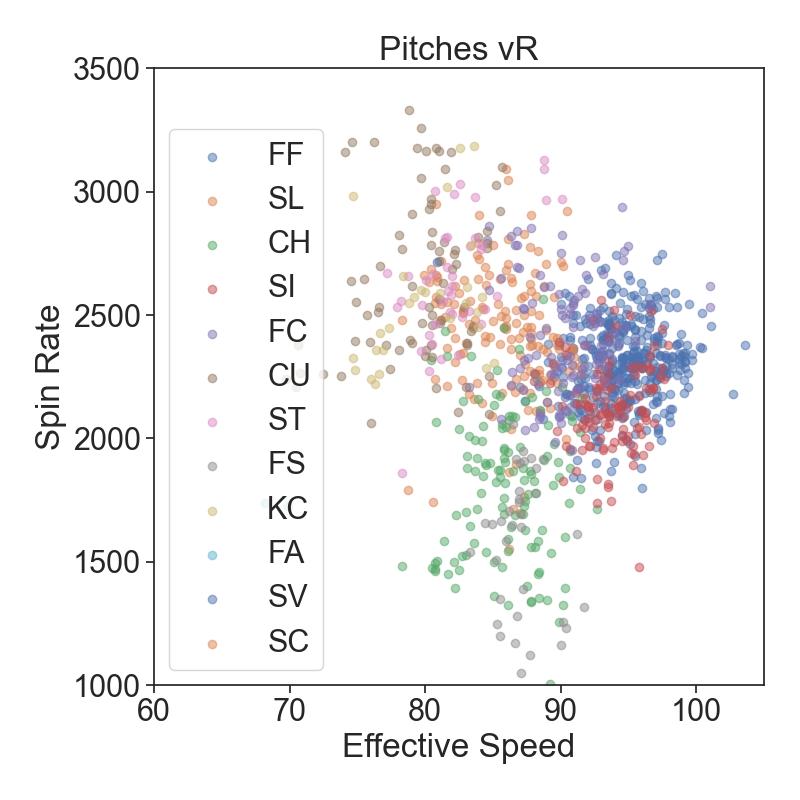 Pitches vR
3500
3000
2500
2000
1500
1000
Spin Rate
FF
SL
CH
SI
FC
CU
ST
FS
KC
FA
SV
SC
60 70 80 90 100
Effective Speed